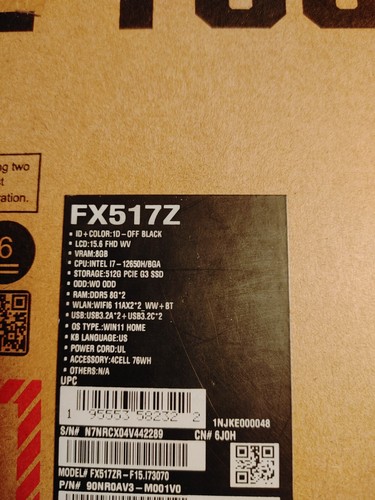 ng two
st
ration.
6
FX517Z
▪ ID+COLOR:1D-OFF BLACK
▪ LCD:15.6 FHD WV
▪ VRAM:8GB
▪ CPU:INTEL I7-12650H/BGA
▪ STORAGE:512G PCIE G3 SSD
▪ ODD:WO ODD
▪ RAM:DDR5 8G*2
▪ WLAN:WIFI6 11AX2*2_WW+BT
▪ USB:USB3.2A*2+USB3.2C*2
▪ OS TYPE:WIN11 HOME
▪ KB LANGUAGE:US
▪ POWER CORD:UL
▪ ACCESSORY:4CELL 76WH
▪ OTHERS:N/A
UPC
1 95553 58232 2
1NJKE000048
S/N# N7NRCX04V442289 CN# 6J0H
MODEL# FX517ZR-F15.I73070
P/N# 90NR0AV3-M001V0